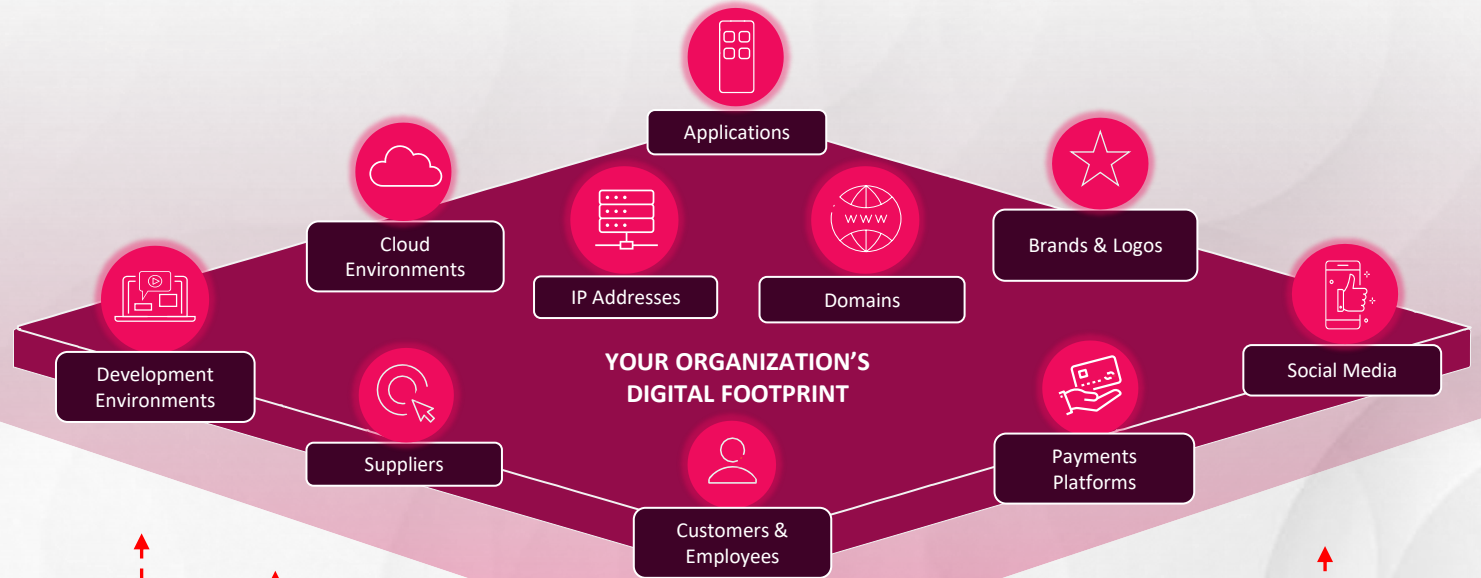 Applications
Cloud
Environments
Brands & Logos
IP Addresses
WWW
Domains
Development
Environments
YOUR ORGANIZATION'S
DIGITAL FOOTPRINT
Social Media
Suppliers
Payments
Platforms
Customers &
Employees